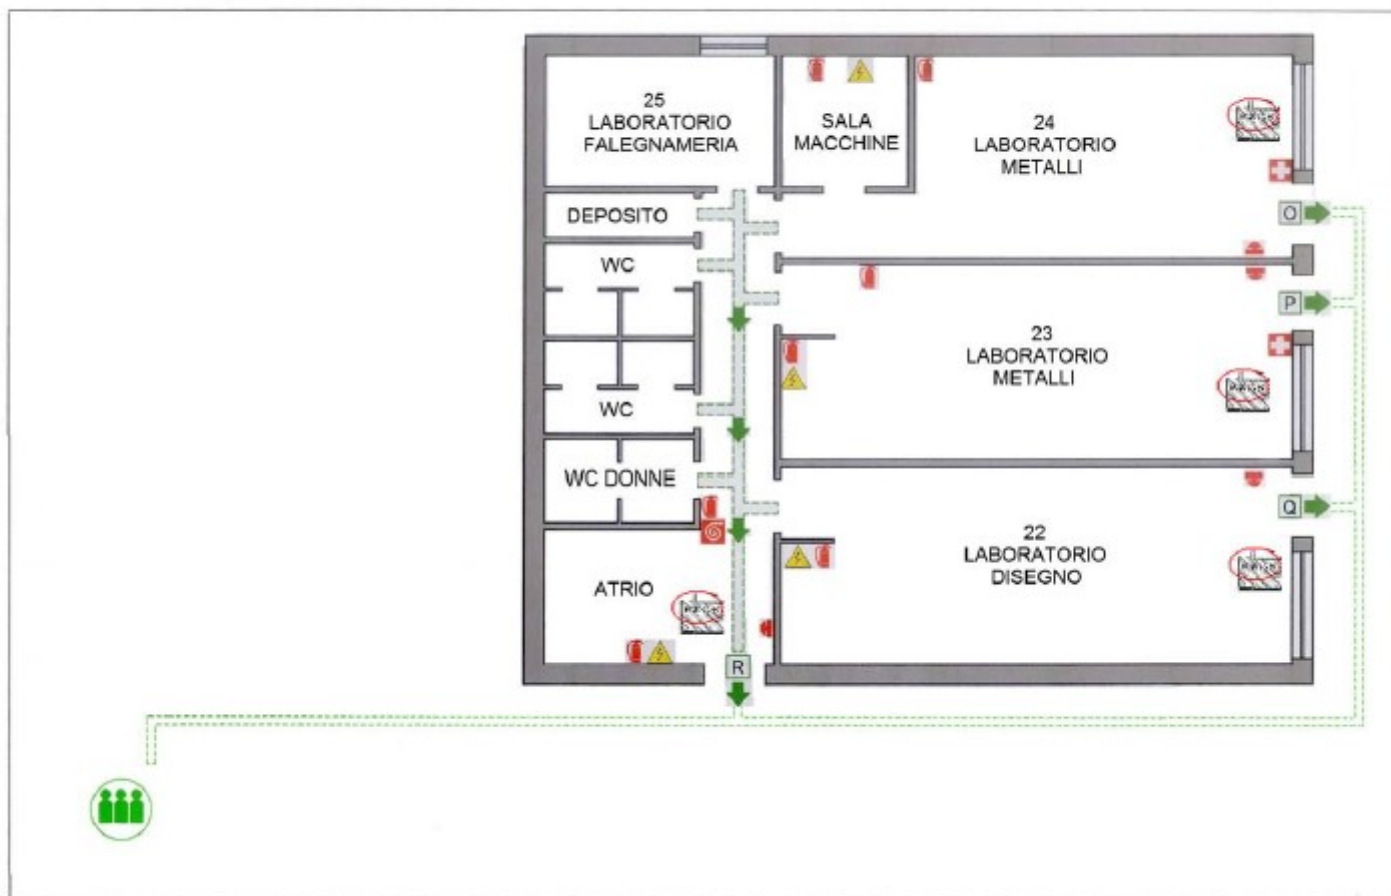 25
LABORATORIO
FALEGNAMERIA
SALA
MACCHINE
24
LABORATORIO
METALLI
DEPOSITO
O
WC
P
23
LABORATORIO
METALLI
WC
WC DONNE
Q
22
LABORATORIO
DISEGNO
ATRIO
R